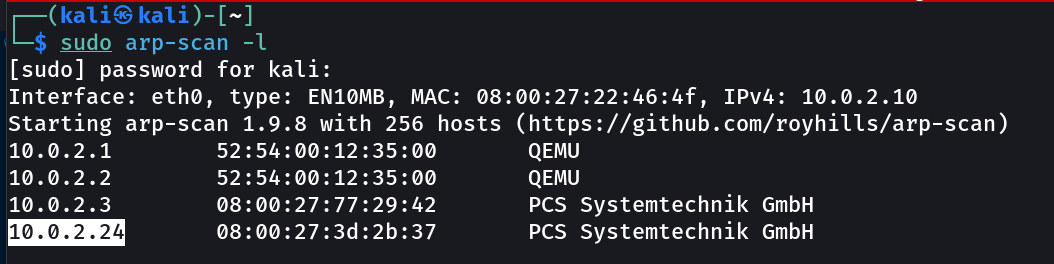 ┌──(kali㉿kali)-[~]
└─$ sudo arp-scan -l
[sudo] password for kali:
Interface: eth0, type: EN10MB, MAC: 08:00:27:22:46:4f, IPv4: 10.0.2.10
Starting arp-scan 1.9.8 with 256 hosts (https://github.com/royhills/arp-scan)
10.0.2.1 52:54:00:12:35:00 QEMU
10.0.2.2 52:54:00:12:35:00 QEMU
10.0.2.3 08:00:27:77:29:42 PCS Systemtechnik GmbH
10.0.2.24 08:00:27:3d:2b:37 PCS Systemtechnik GmbH